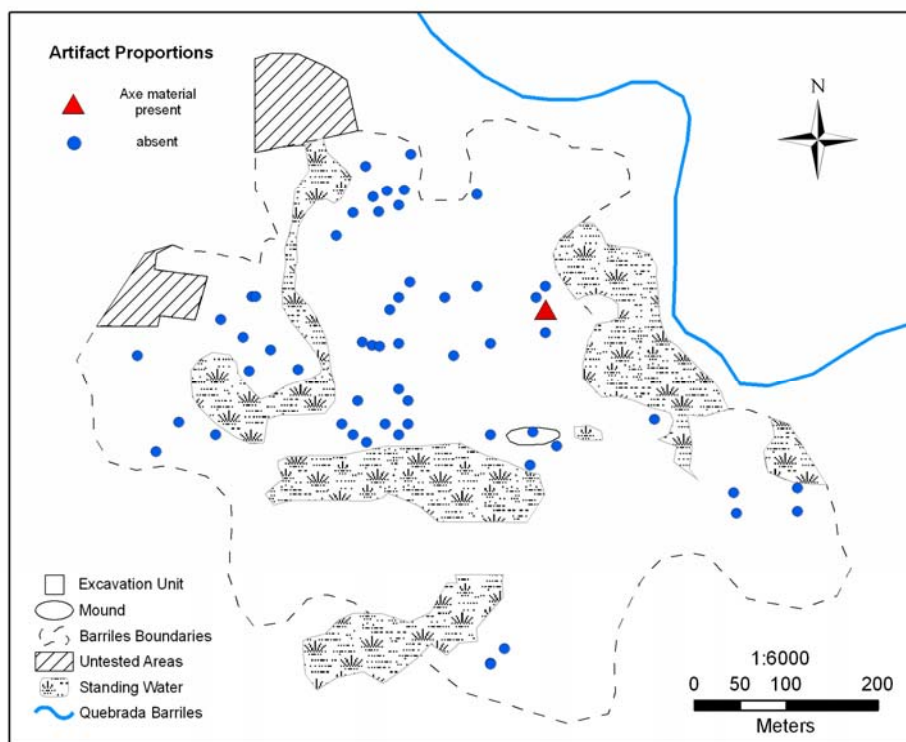 Artifact Proportions
Axe material
present
absent
N
Excavation Unit
Mound
Barriles Boundaries
Untested Areas
Standing Water
Quebrada Barriles
1:6000
0 50 100 200
Meters